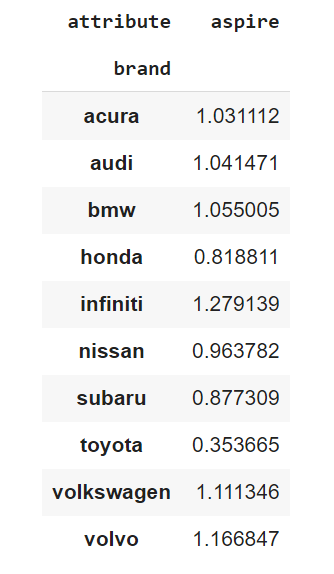 attribute aspire
brand
acura 1.031112
audi 1.041471
bmw 1.055005
honda 0.818811
infiniti 1.279139
nissan 0.963782
subaru 0.877309
toyota 0.353665
volkswagen 1.111346
volvo 1.166847